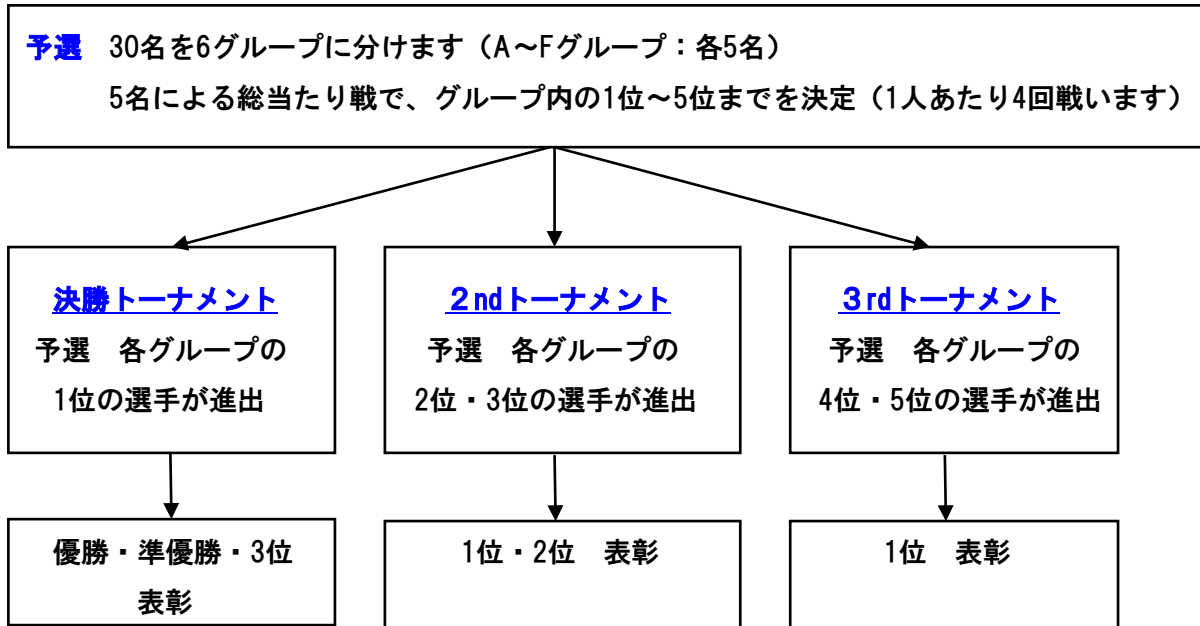 予選　30名を6グループに分けます（A～Fグループ：各5名）
5名による総当たり戦で、グループ内の1位～5位までを決定（1人あたり4回戦います）
決勝トーナメント
予選　各グループの
1位の選手が進出
２ndトーナメント
予選　各グループの
2位・3位の選手が進出
３rdトーナメント
予選　各グループの
4位・5位の選手が進出
優勝・準優勝・3位
表彰
1位・2位　表彰
1位　表彰